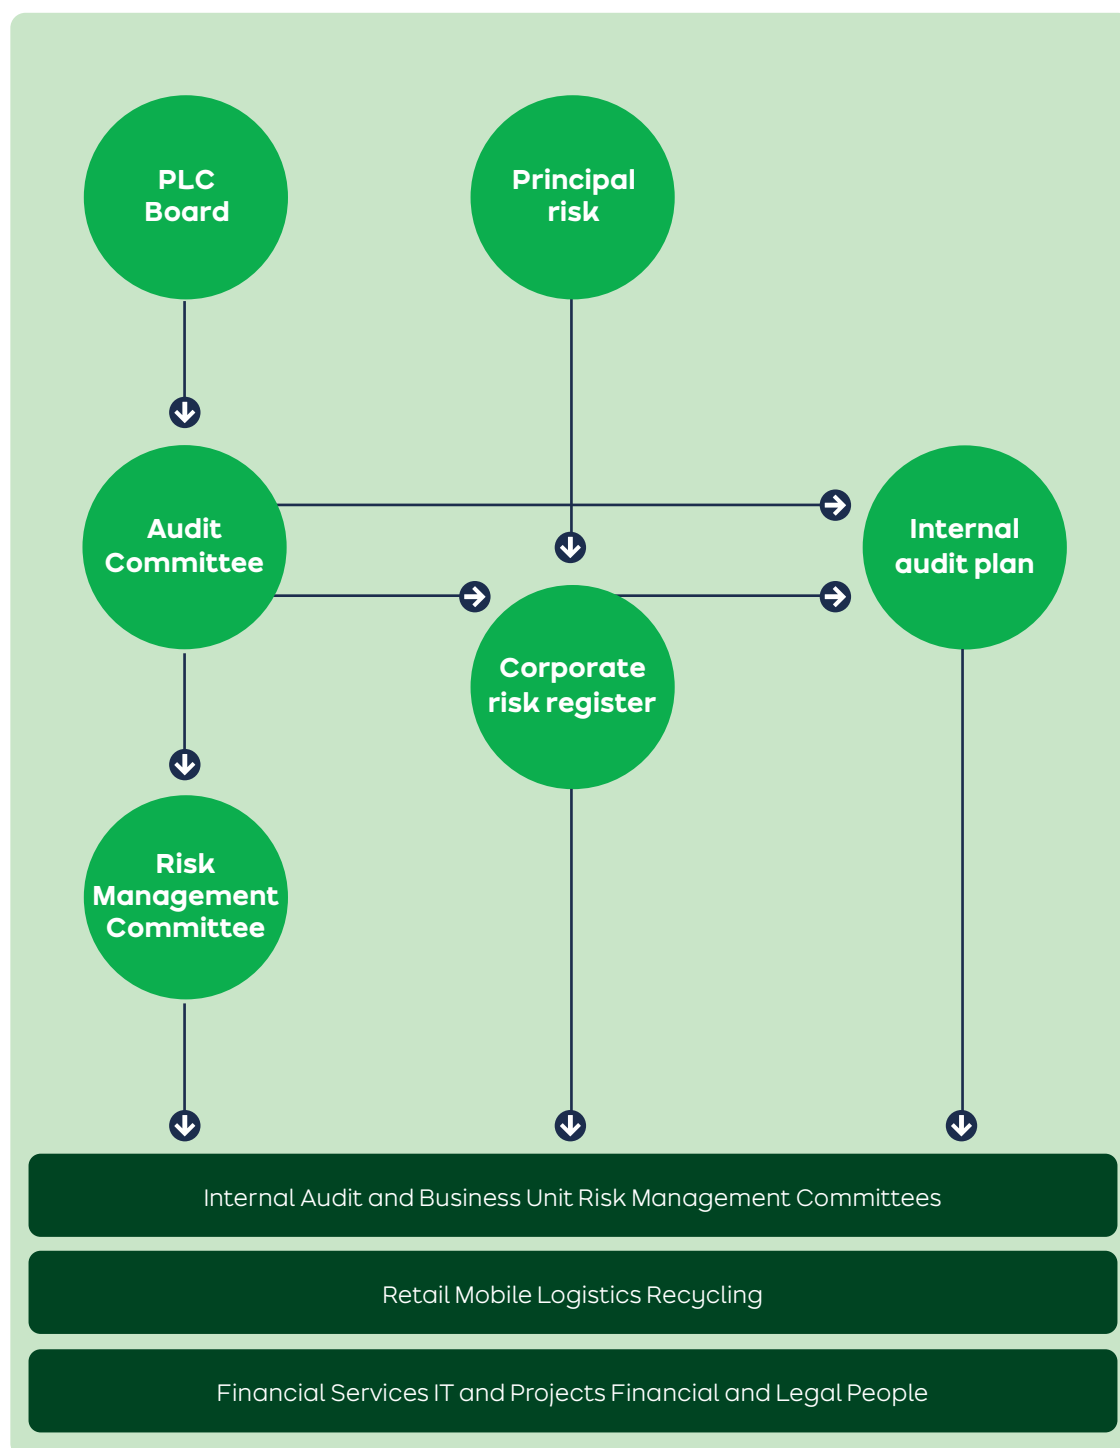 PLC
Board
Principal
risk
Audit
Committee
Internal
audit plan
Corporate
risk register
Risk
Management
Committee
Internal Audit and Business Unit Risk Management Committees
Retail Mobile Logistics Recycling
Financial Services IT and Projects Financial and Legal People